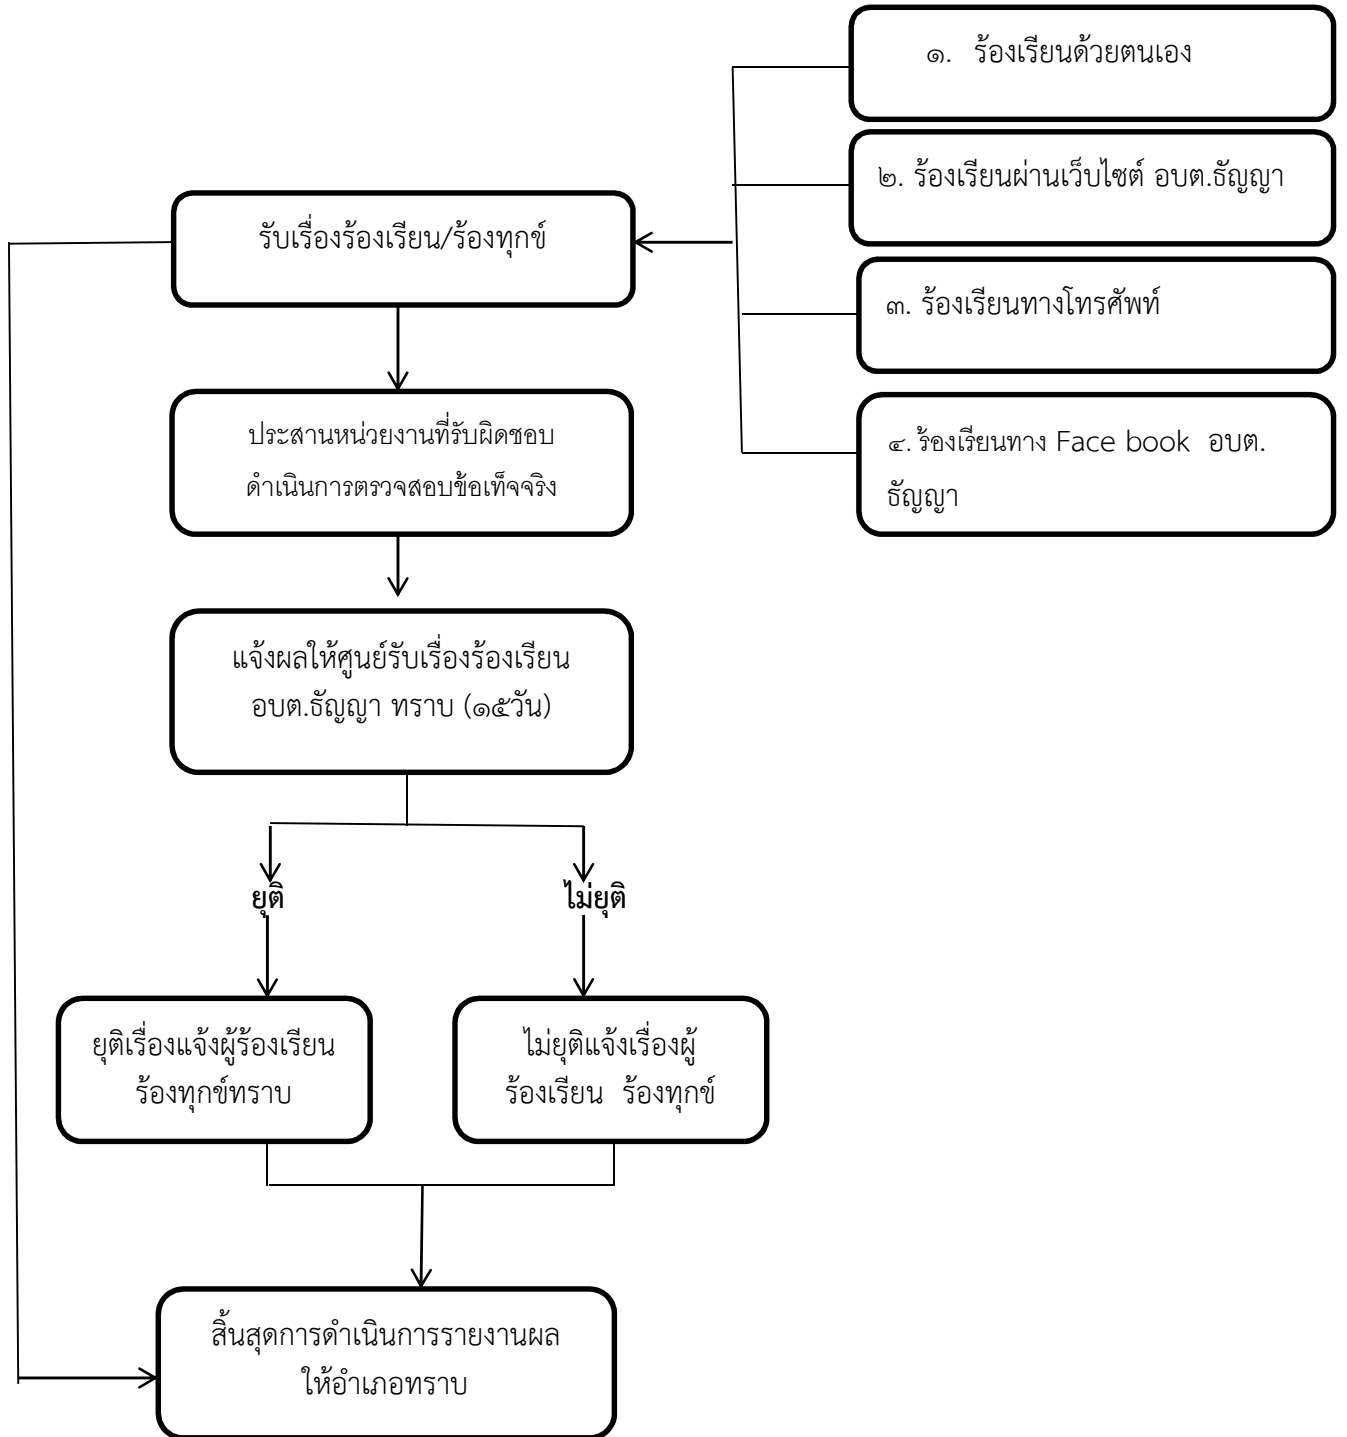 ๑. ร้องเรียนด้วยตนเอง
๒. ร้องเรียนผ่านเว็บไซต์ อบต.ธัญญา
๓. ร้องเรียนทางโทรศัพท์
๔. ร้องเรียนทาง Face book อบต.
ธัญญา
รับเรื่องร้องเรียน/ร้องทุกข์
ประสานหน่วยงานที่รับผิดชอบ
ดำเนินการตรวจสอบข้อเท็จจริง
แจ้งผลให้ศูนย์รับเรื่องร้องเรียน
อบต.ธัญญา ทราบ (๑๕วัน)
ยุติ
ไม่ยุติ
ยุติเรื่องแจ้งผู้ร้องเรียน
ร้องทุกข์ทราบ
ไม่ยุติแจ้งเรื่องผู้
ร้องเรียน ร้องทุกข์
สิ้นสุดการดำเนินการรายงานผล
ให้อำเภอทราบ